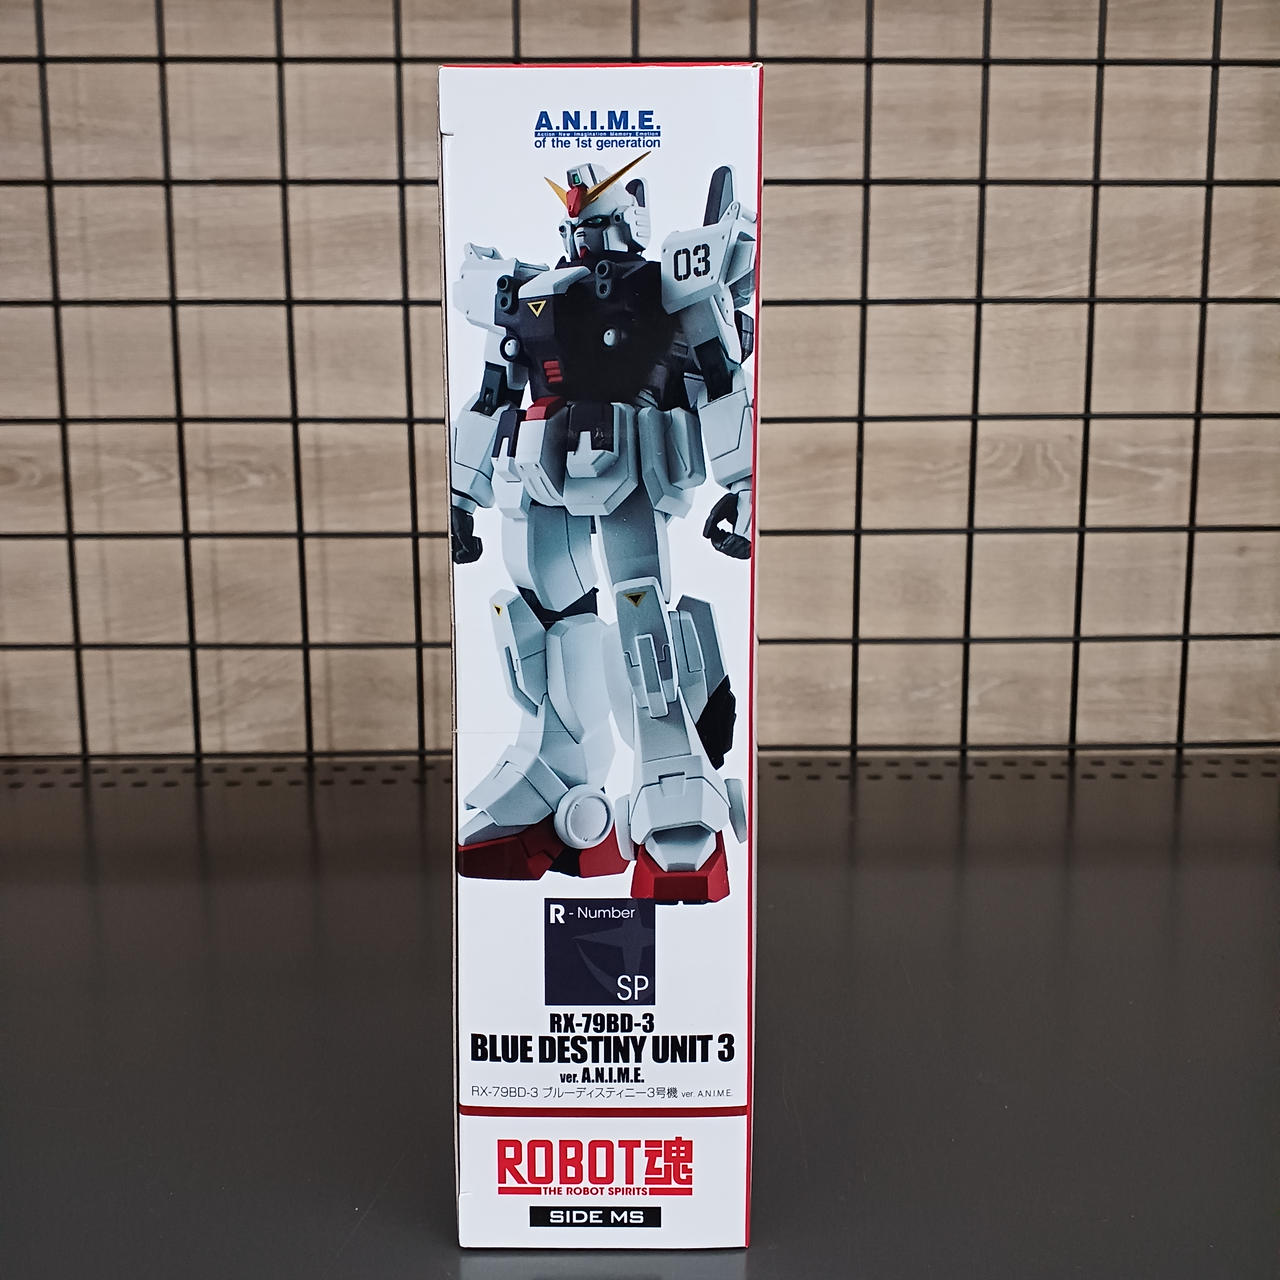 A.N.I.M.E.
Action New Imagination Memory Emotion
of the 1st generation
03
R - Number
SP
RX-79BD-3
BLUE DESTINY UNIT 3
ver. A.N.I.M.E.
RX-79BD-3 ブルーディスティニー3号機 ver. A.N.I.M.E.
ROBOT魂
THE ROBOT SPIRITS
SIDE MS